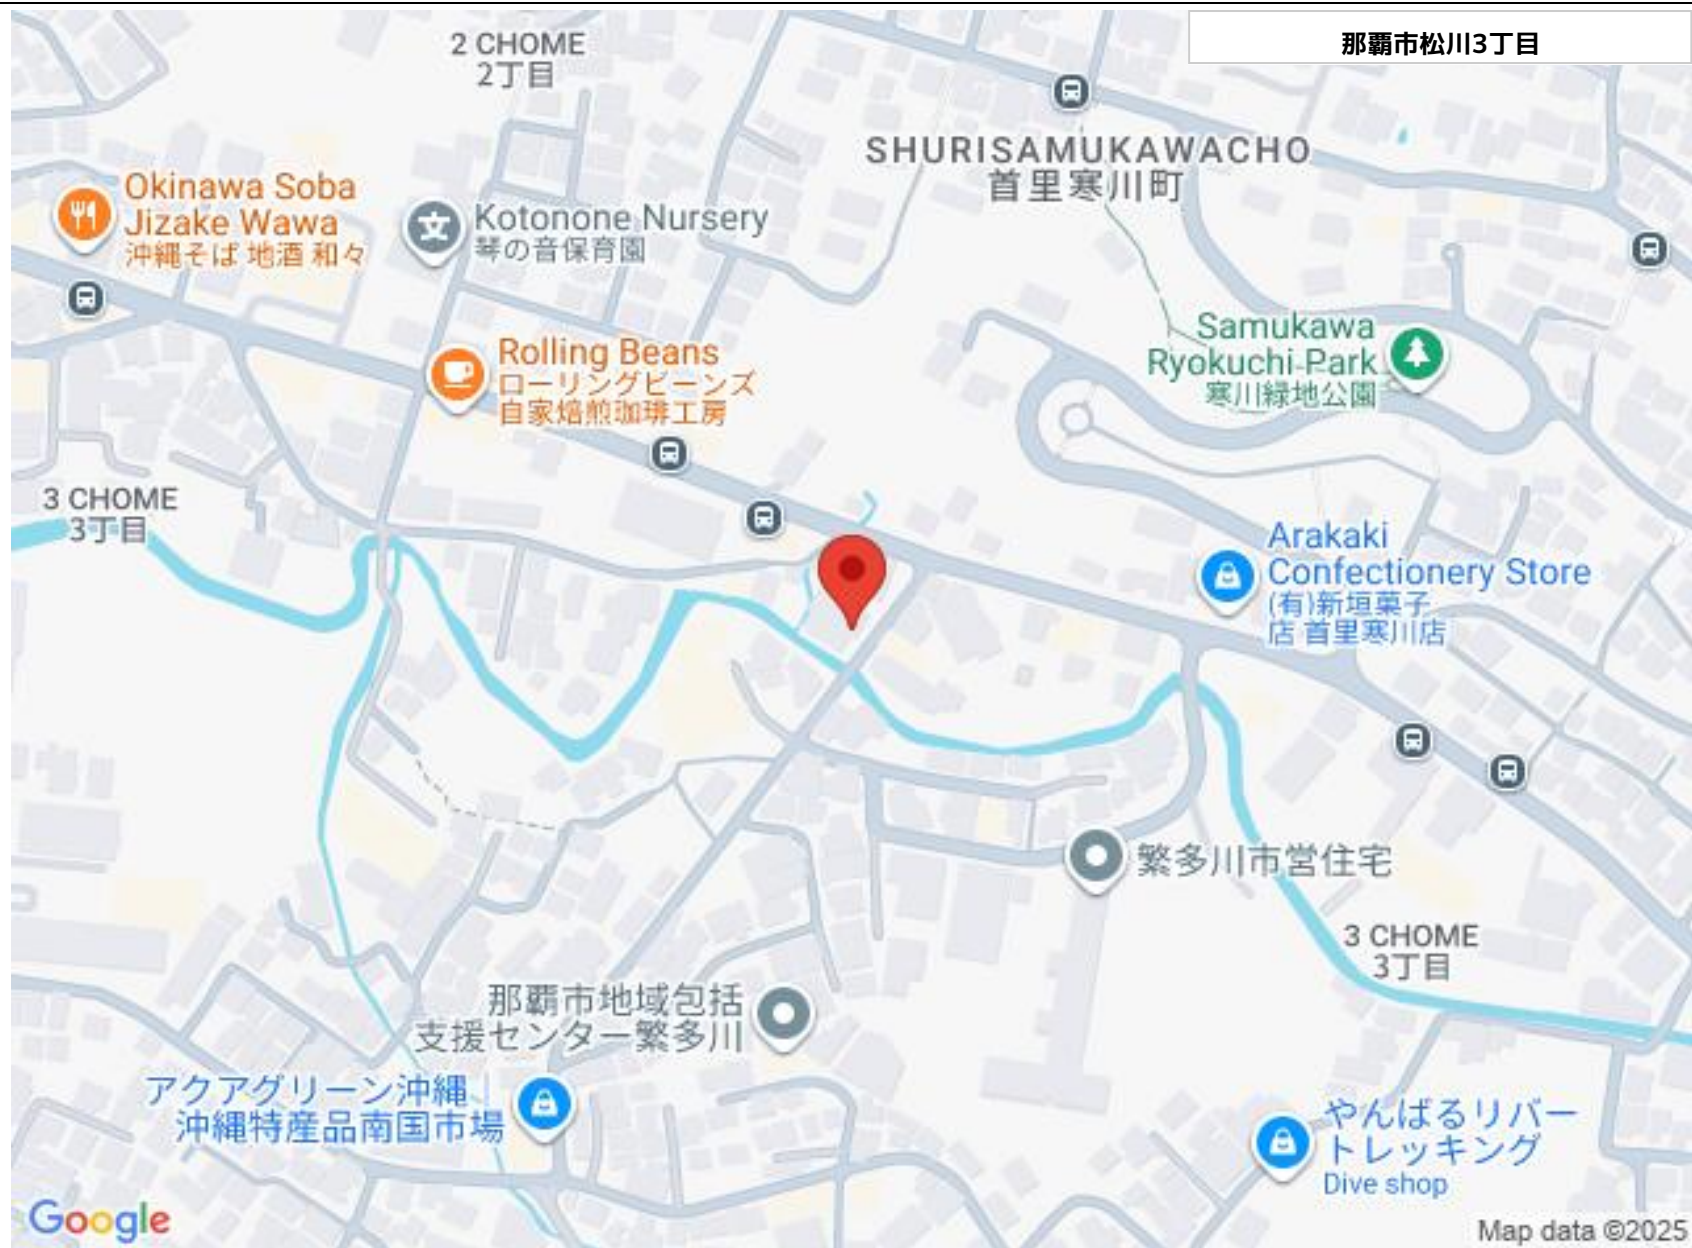 那覇市松川3丁目
2 CHOME
2丁目
SHURISAMUKAWACHO
首里寒川町
Okinawa Soba
Jizake Wawa
沖縄そば 地酒 和々
Kotonone Nursery
琴の音保育園
Samukawa
Ryokuchi Park
寒川緑地公園
Rolling Beans
ローリングビーンズ
自家焙煎珈琲工房
3 CHOME
3丁目
Arakaki
Confectionery Store
(有)新垣菓子
店 首里寒川店
繁多川市営住宅
3 CHOME
3丁目
那覇市地域包括
支援センター繁多川
アクアグリーン沖縄
沖縄特産品南国市場
やんばるリバー
トレッキング
Dive shop
Google
Map data ©2025